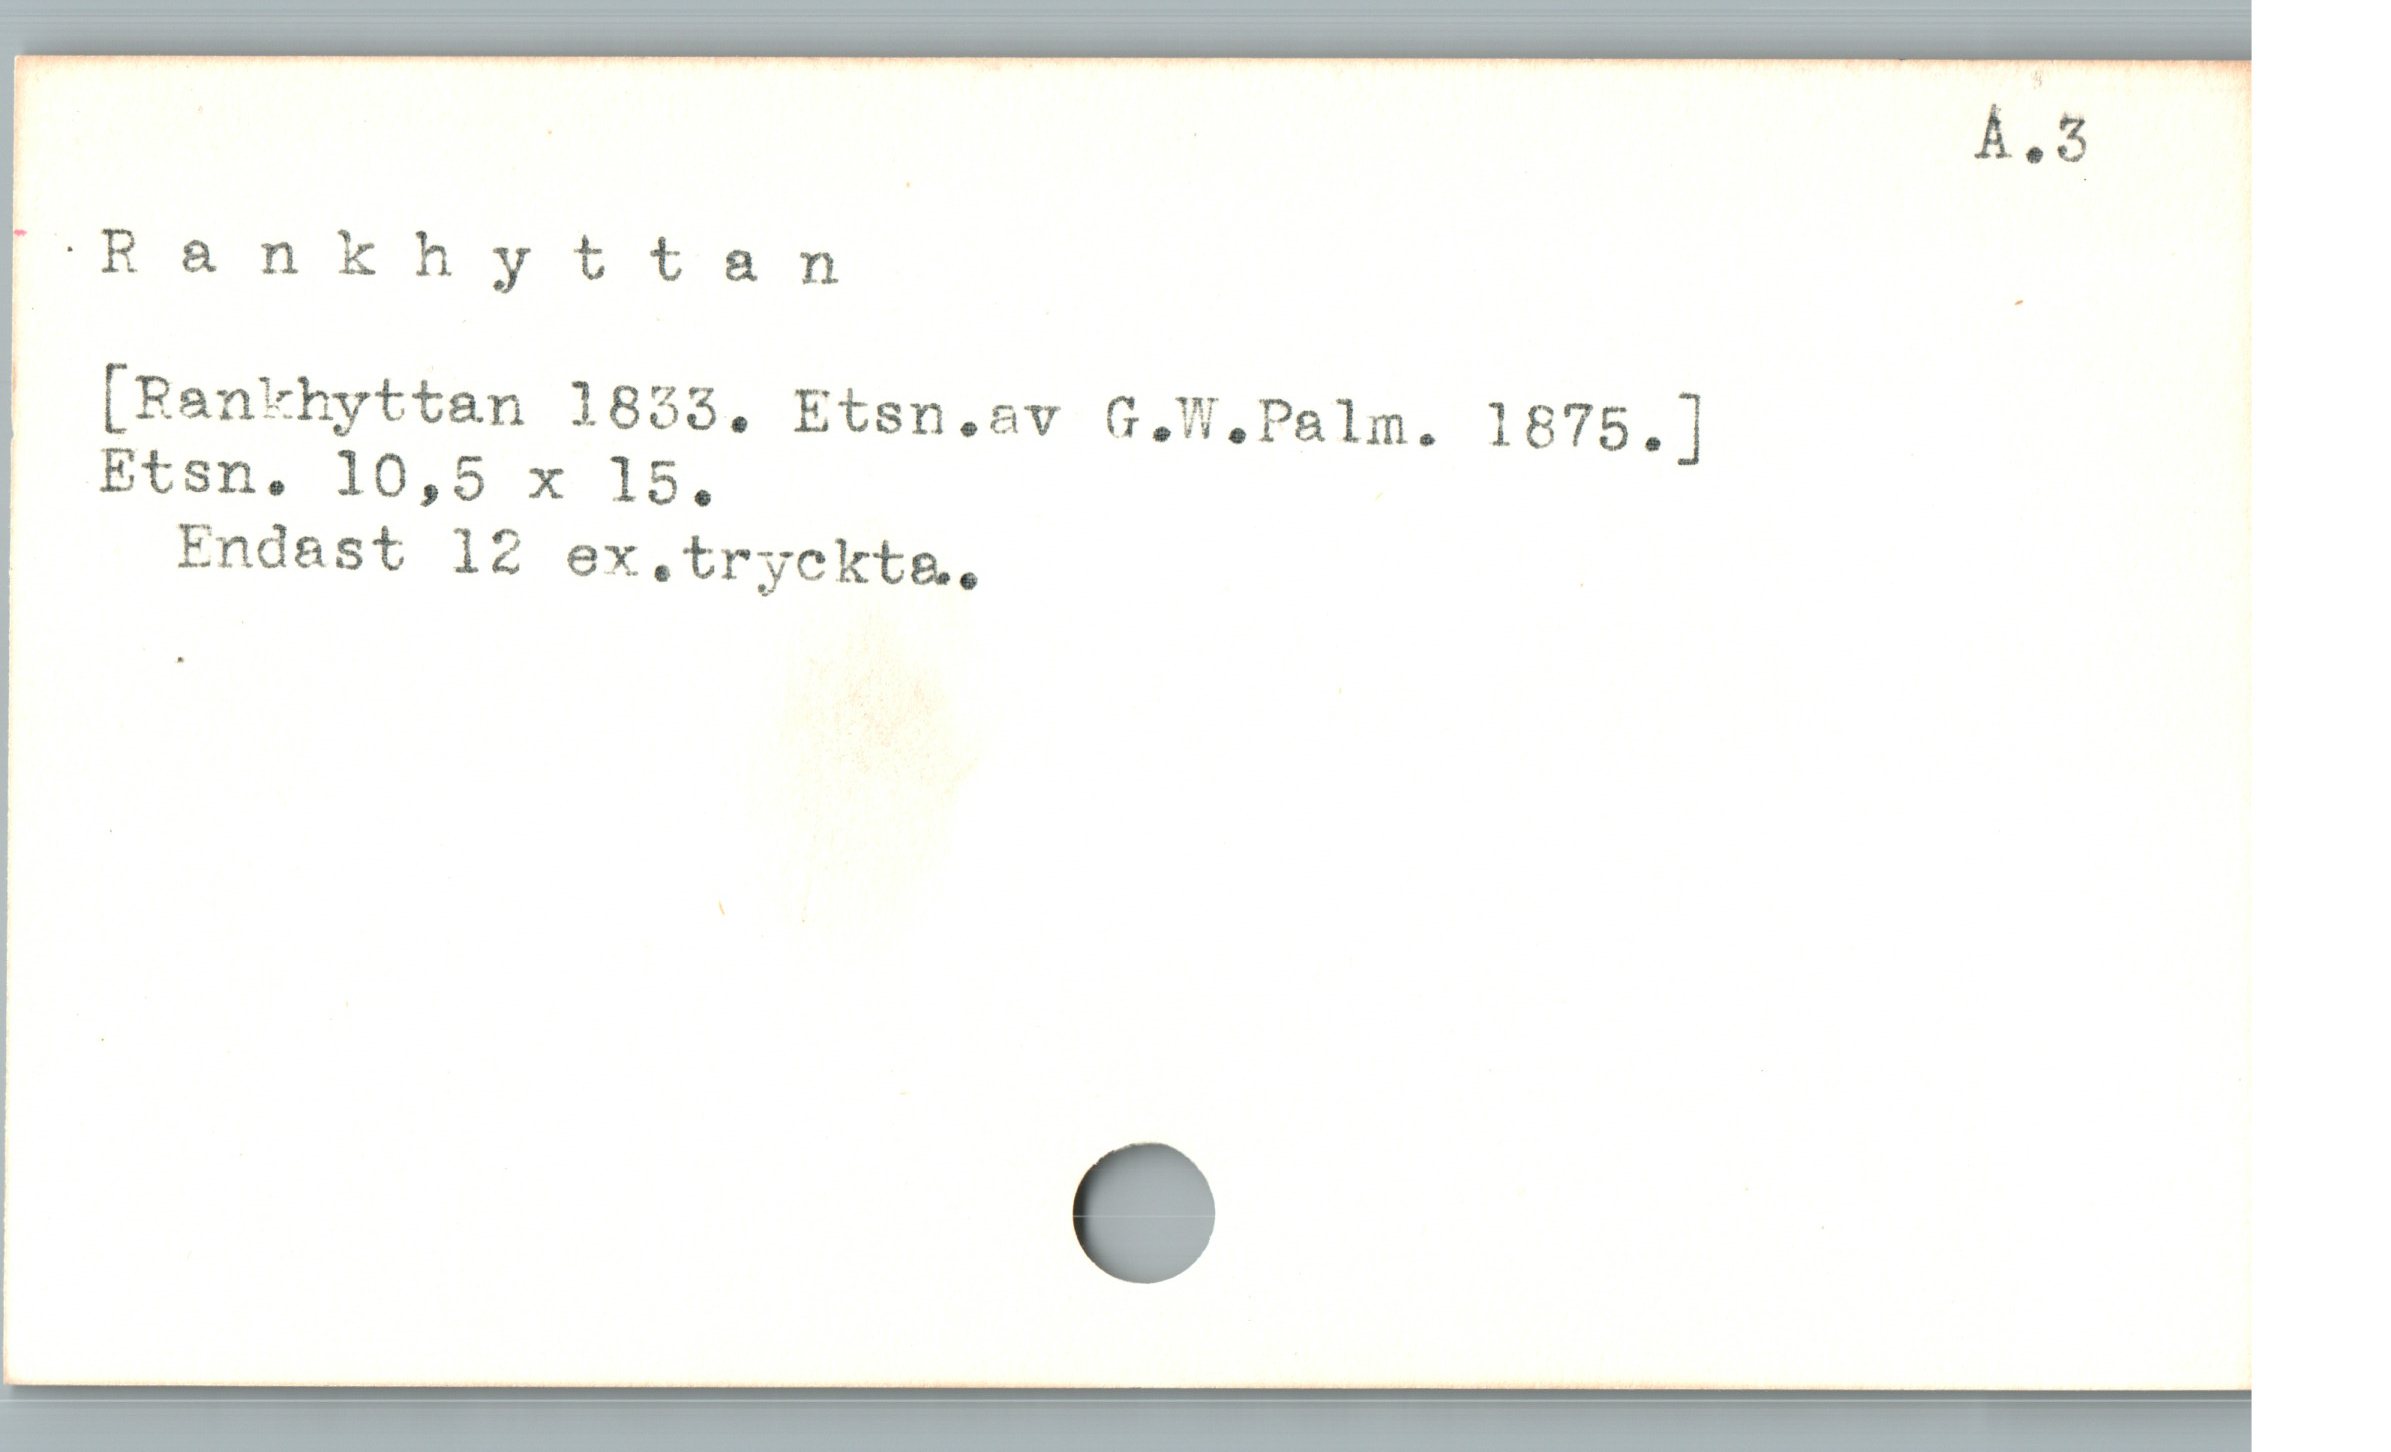 A.3
R a n k h y t t a n
[Rankhyttan 1833. Etsn.av G.W.Palm. 1875.]
Etsn. 10,5 x 15.
Endast 12 ex.tryckta.